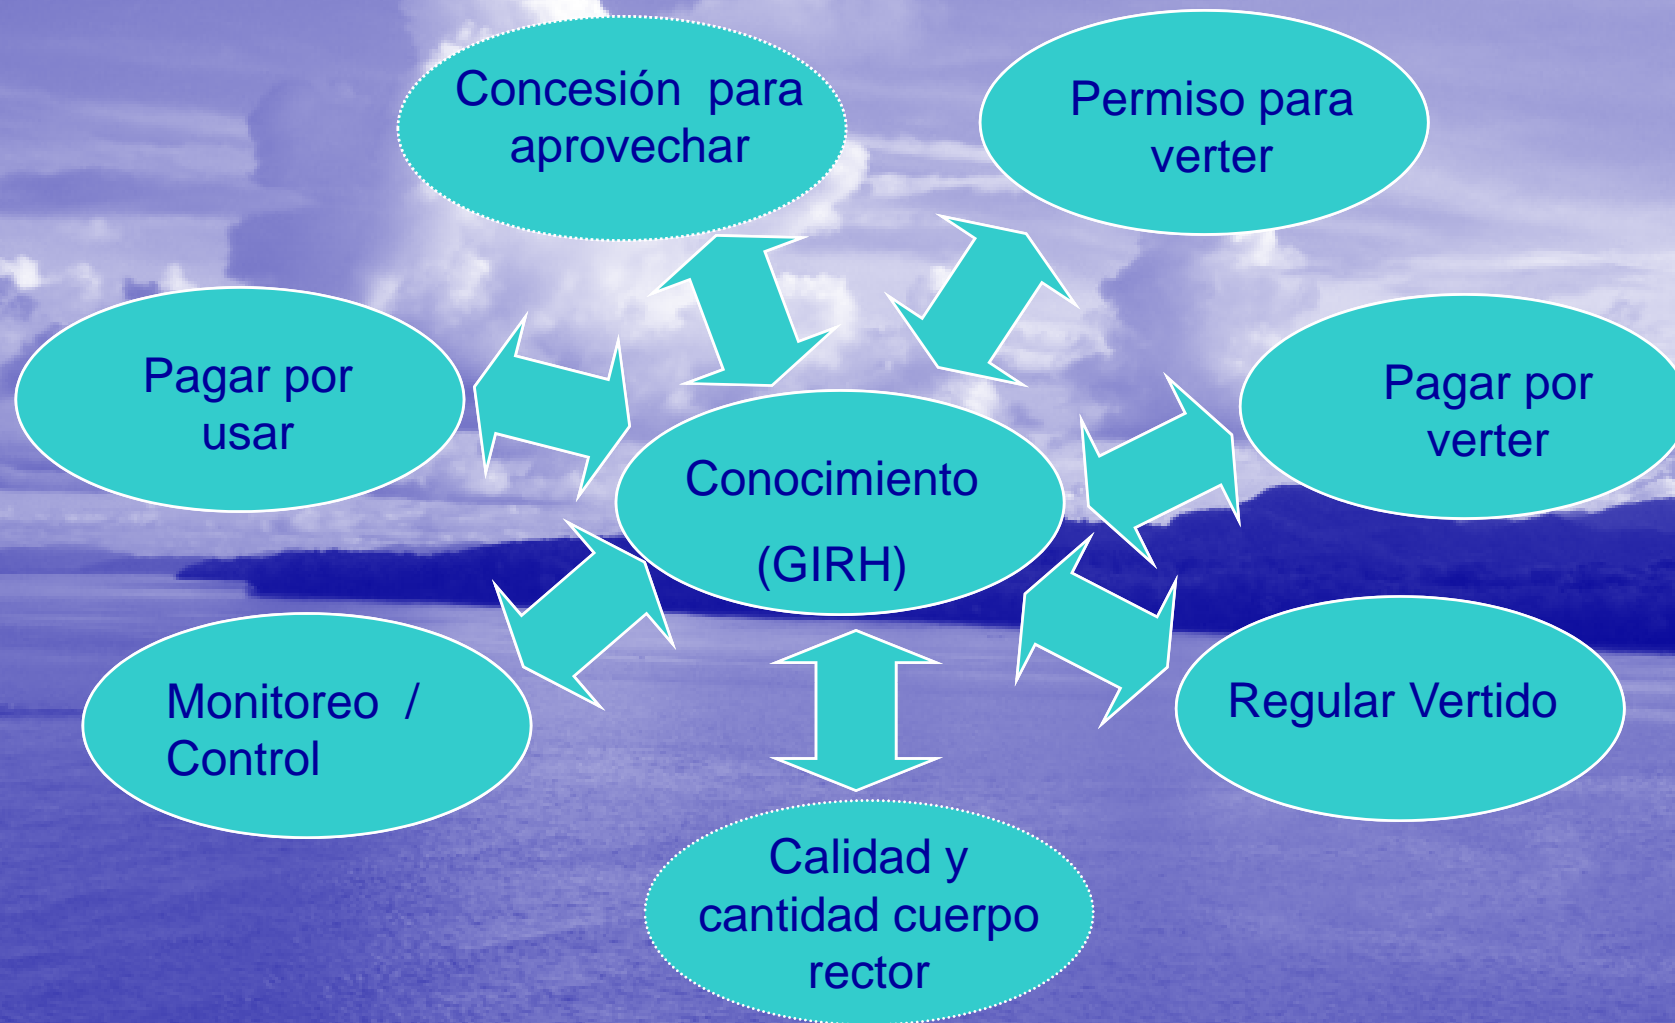 Concesión para
aprovechar
Permiso para
verter
Pagar por
usar
Pagar por
verter
Conocimiento
(GIRH)
Monitoreo /
Control
Regular Vertido
Calidad y
cantidad cuerpo
rector